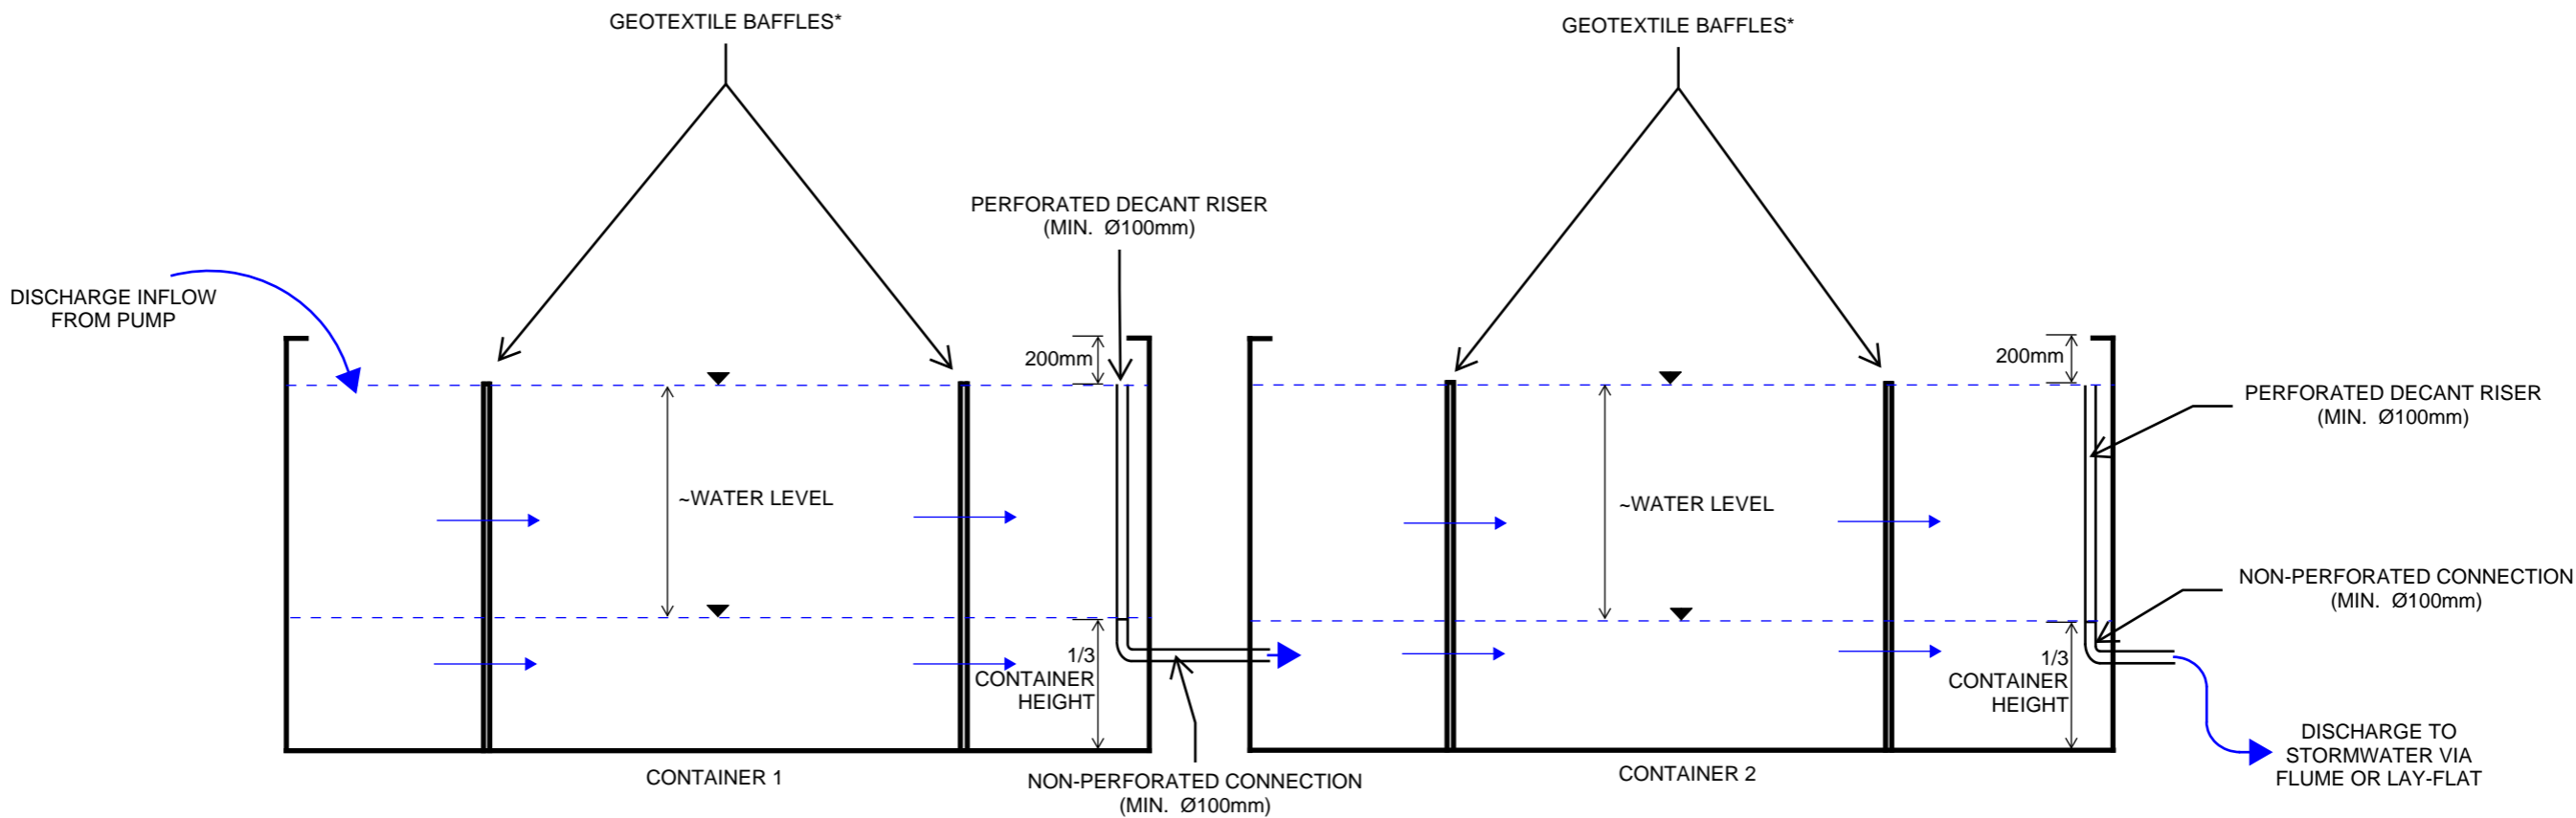 GEOTEXTILE BAFFLES*
GEOTEXTILE BAFFLES*
PERFORATED DECANT RISER
(MIN. Ø100mm)
DISCHARGE INFLOW
FROM PUMP
200mm
200mm
PERFORATED DECANT RISER
(MIN. Ø100mm)
~WATER LEVEL
~WATER LEVEL
NON-PERFORATED CONNECTION
(MIN. Ø100mm)
1/3
CONTAINER
HEIGHT
1/3
CONTAINER
HEIGHT
DISCHARGE TO
STORMWATER VIA
FLUME OR LAY-FLAT
CONTAINER 1
NON-PERFORATED CONNECTION
(MIN. Ø100mm)
CONTAINER 2